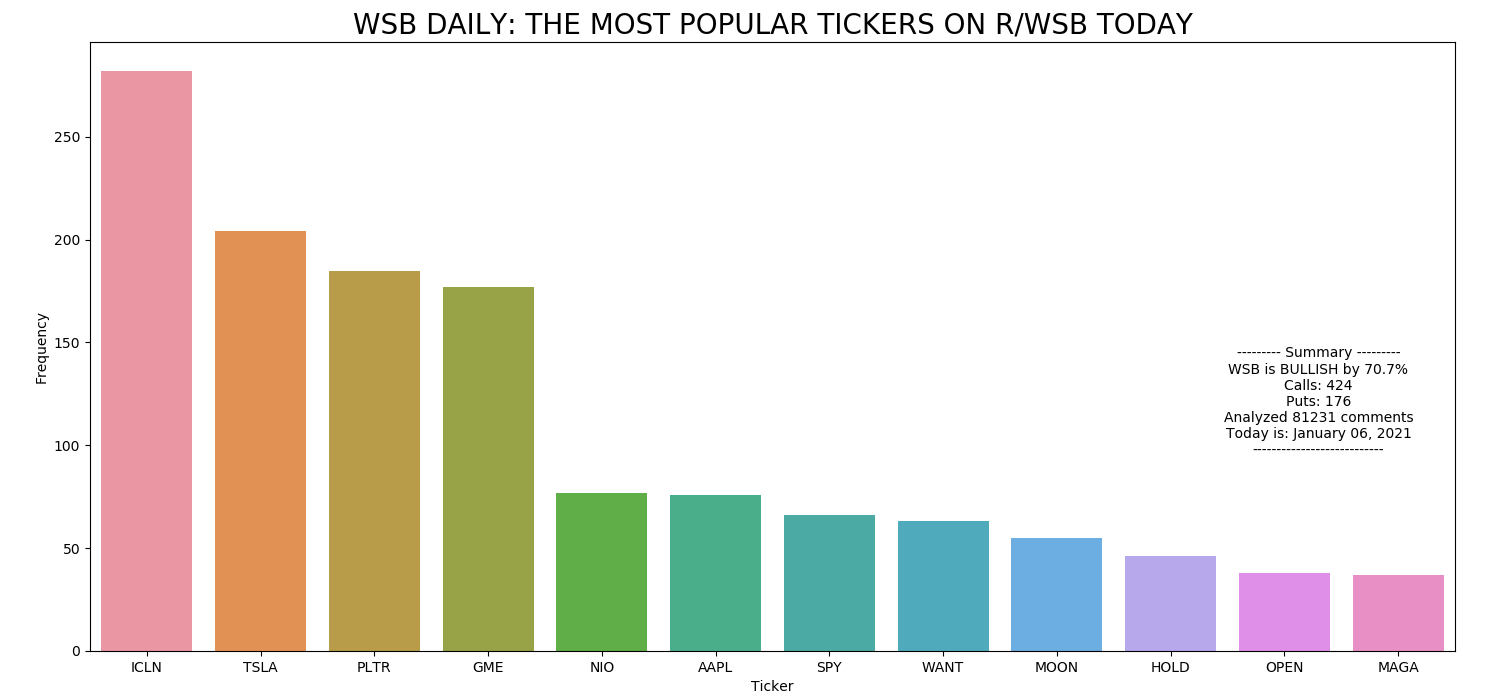 WSB DAILY: THE MOST POPULAR TICKERS ON R/WSB TODAY
Frequency
250
200
150
100
50
0
--------- Summary ---------
WSB is BULLISH by 70.7%
Calls: 424
Puts: 176
Analyzed 81231 comments
Today is: January 06, 2021
---------------------------
ICLN TSLA PLTR GME NIO AAPL SPY WANT MOON HOLD OPEN MAGA
Ticker